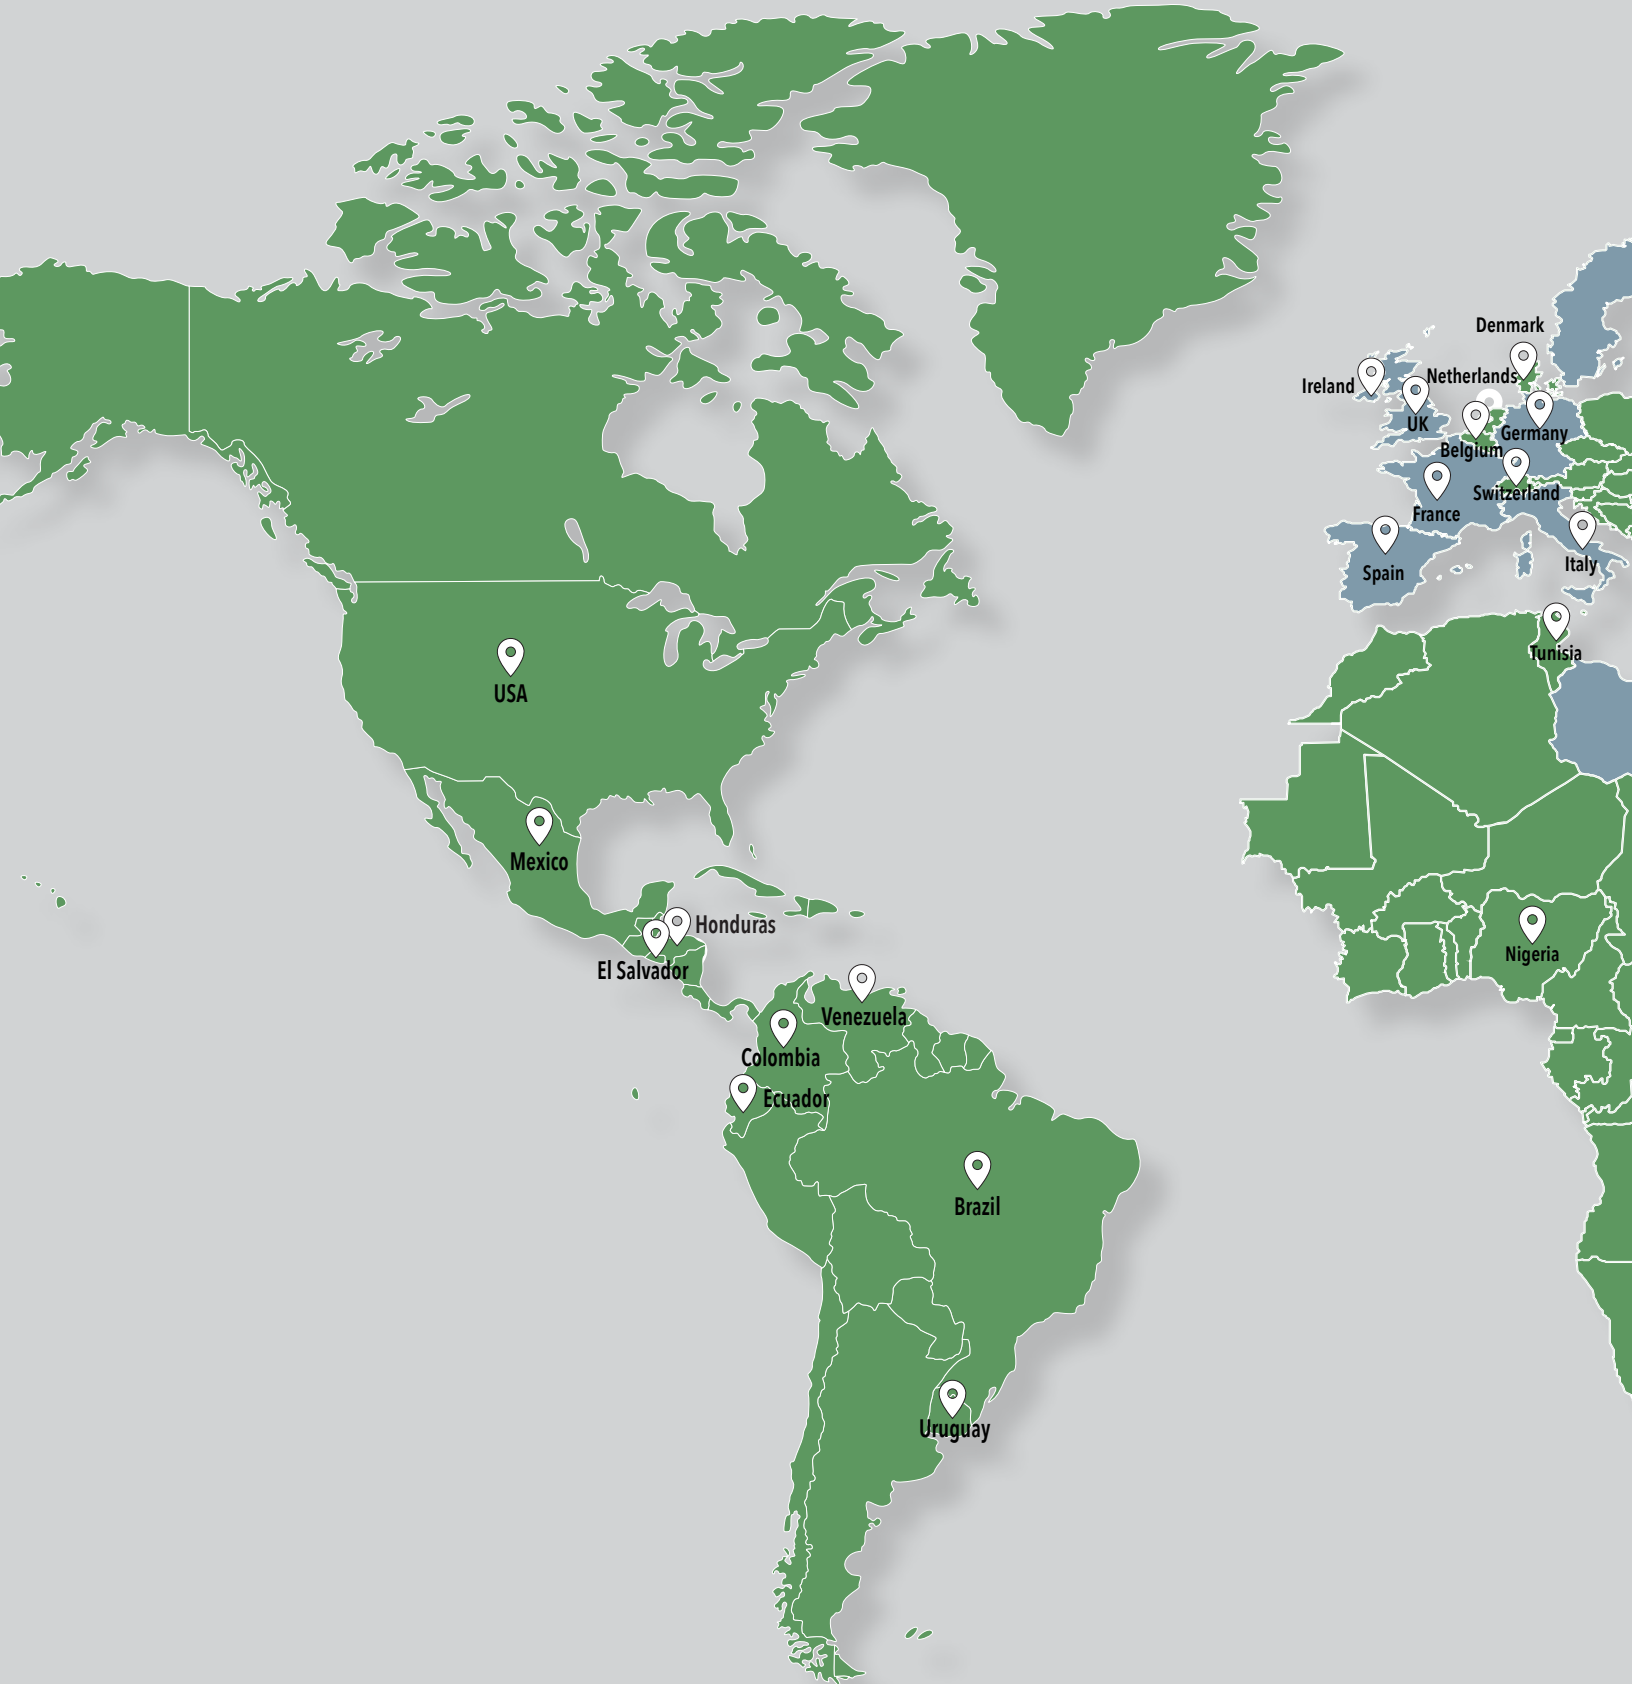 Denmark
Netherlands
Ireland
UK
Germany
Belgium
Switzerland
France
Italy
Spain
Tunisia
USA
Mexico
Honduras
El Salvador
Nigeria
Venezuela
Colombia
Ecuador
Brazil
Uruguay